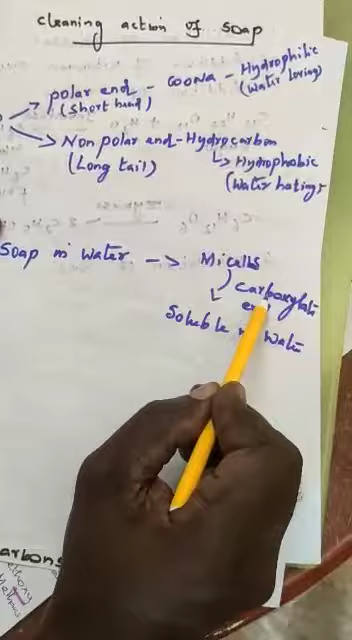 cleaning action of soap
polar end - COONa - Hydrophilic
(Short head) (Water loving)
Non polar end - Hydrocarbon
(Long tail) Hydrophobic
(Water hating)
Soap in Water -> Micelles
carboxylate
Soluble Water
arbons